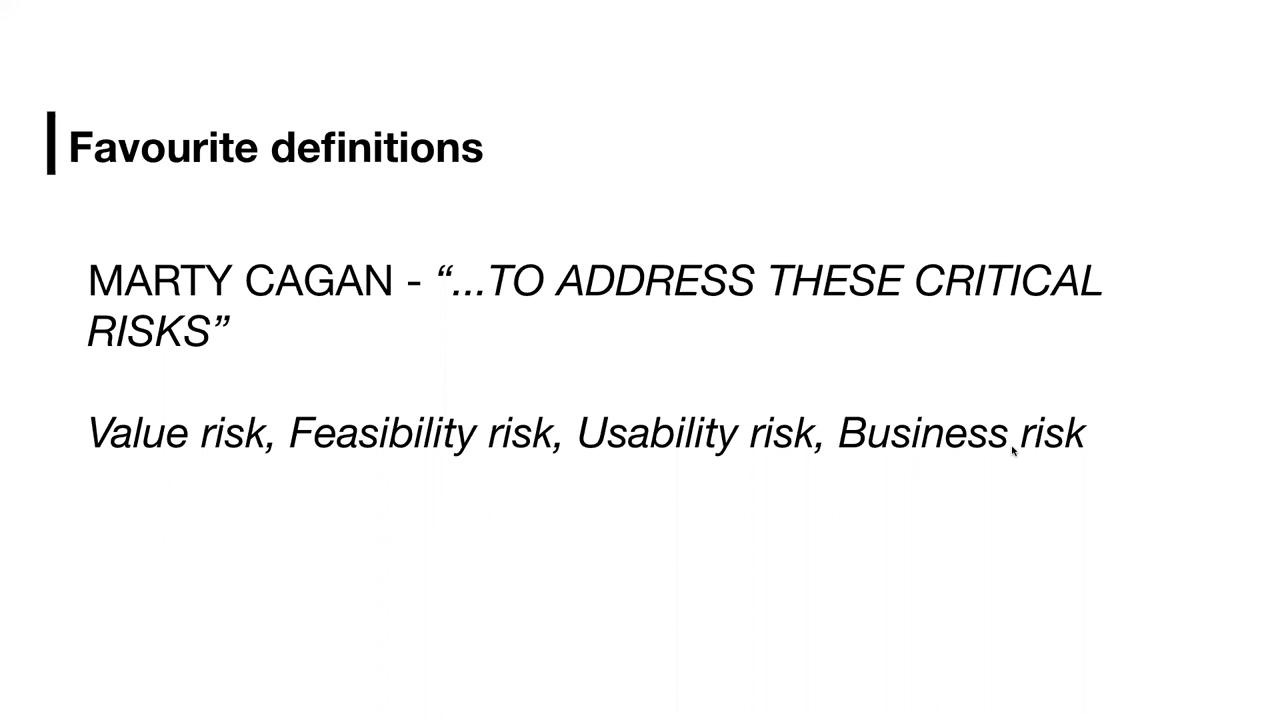 Favourite definitions
MARTY CAGAN - “...TO ADDRESS THESE CRITICAL
RISKS”
Value risk, Feasibility risk, Usability risk, Business risk